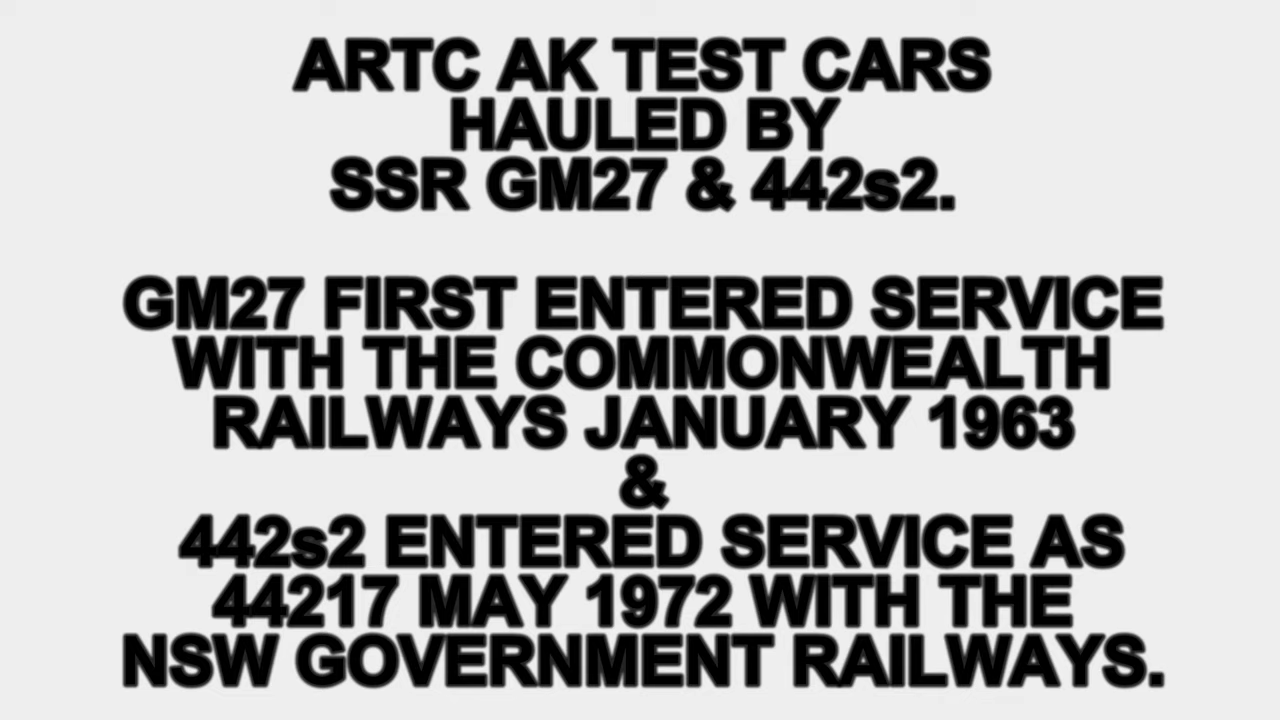 ARTC AK TEST CARS
HAULED BY
SSR GM27 & 442s2.
GM27 FIRST ENTERED SERVICE
WITH THE COMMONWEALTH
RAILWAYS JANUARY 1963
&
442s2 ENTERED SERVICE AS
44217 MAY 1972 WITH THE
NSW GOVERNMENT RAILWAYS.